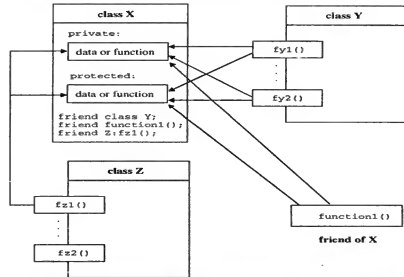 class X
private:
data or function
protected:
data or function
friend class Y;
friend function1();
friend Z:fz1();
class Y
fy1()
fy2()
class Z
fz1()
fz2()
function1()
friend of X